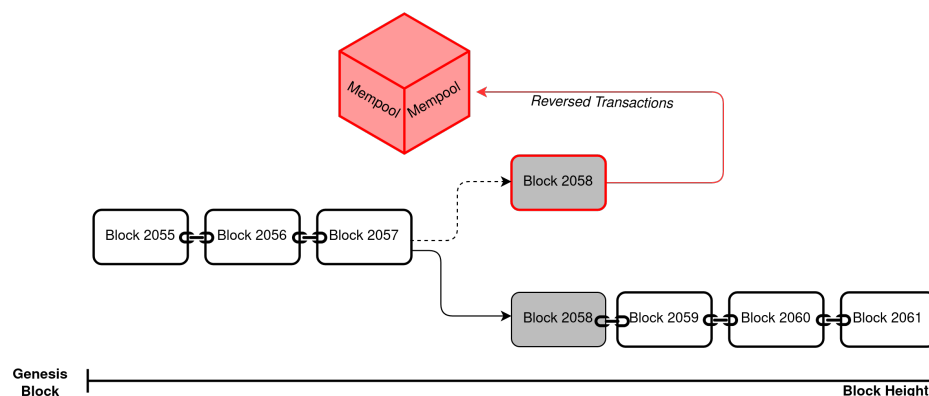 Mempool
Mempool
Reversed Transactions
Block 2058
Block 2055
Block 2056
Block 2057
Block 2058
Block 2059
Block 2060
Block 2061
Genesis
Block
Block Height